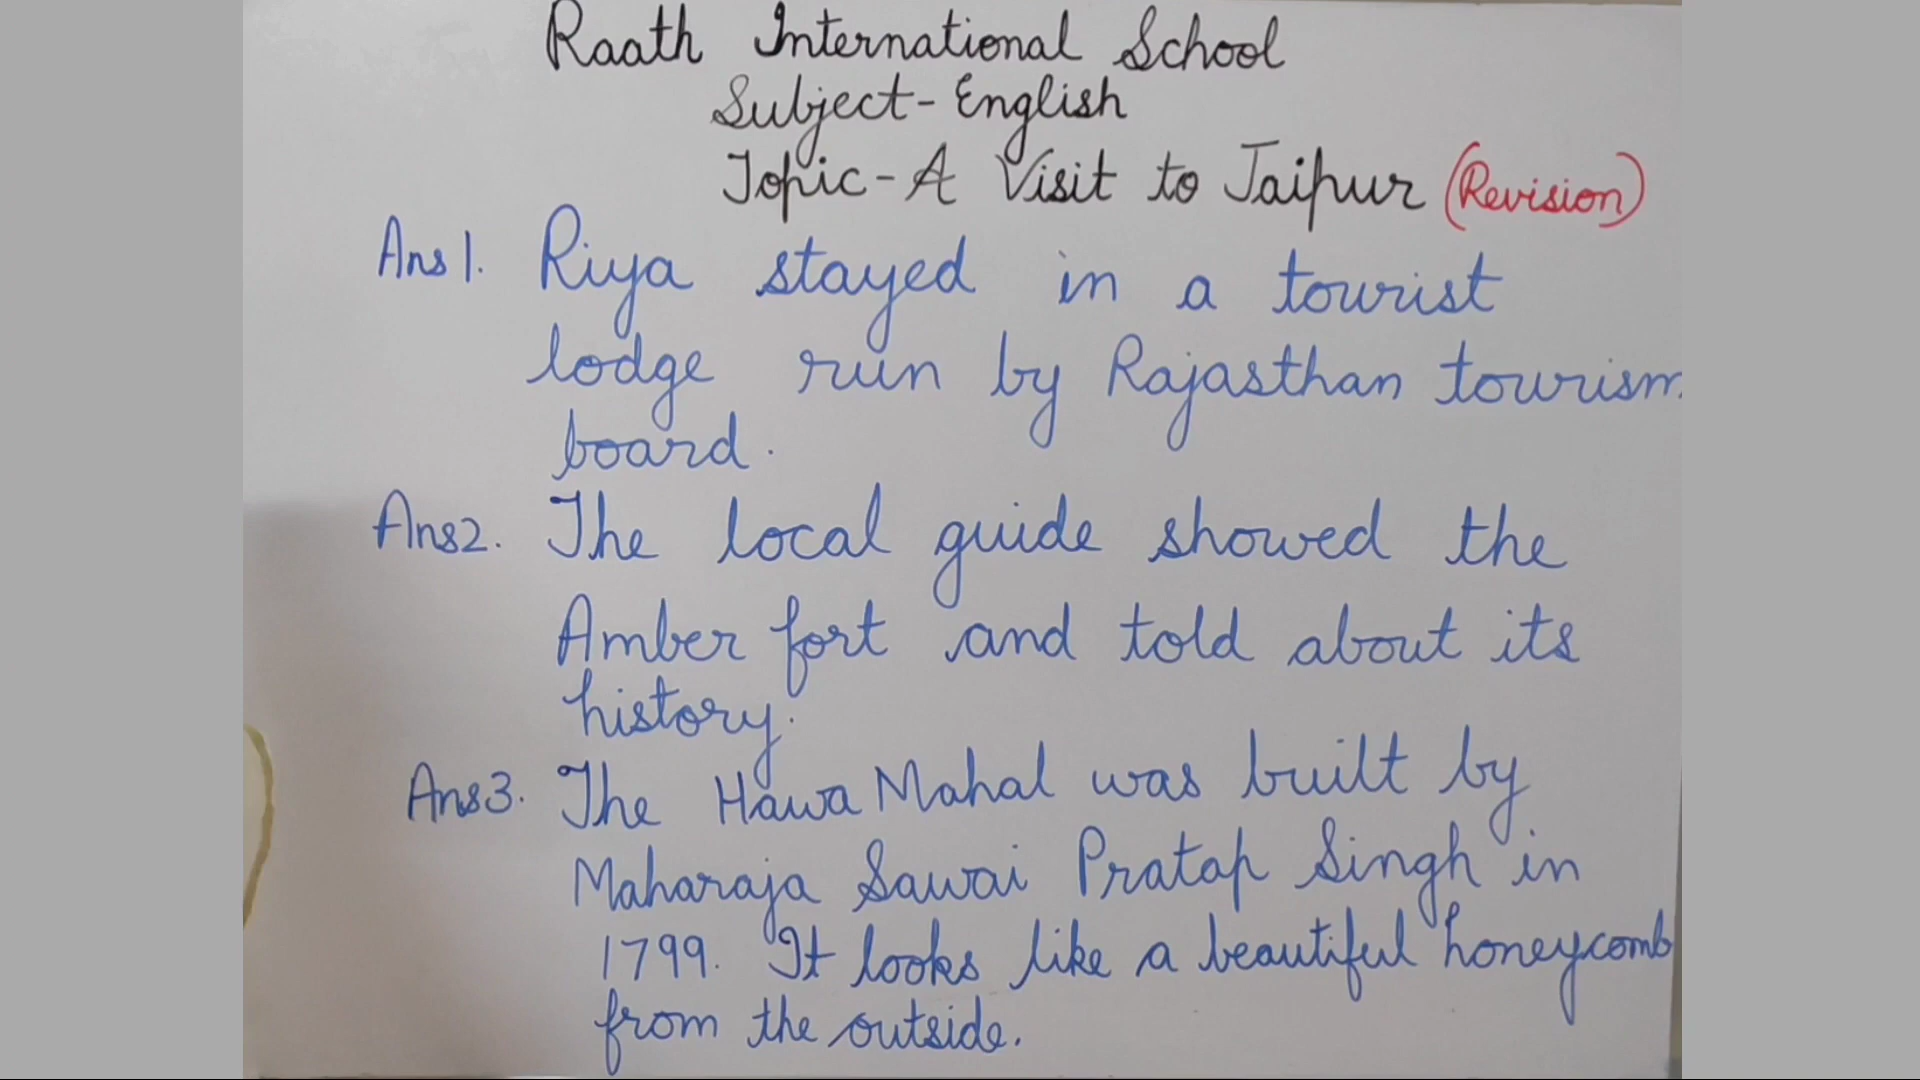 Raath International School
Subject-English
Topic-A Visit to Jaipur (Revision)
Ans1. Riya stayed in a tourist
lodge run by Rajasthan tourism
board.
Ans2. The local guide showed the
Amber fort and told about its
history.
Ans3. The Hawa Mahal was built by
Maharaja Sawai Pratap Singh in
1799. It looks like a beautiful honeycomb
from the outside.